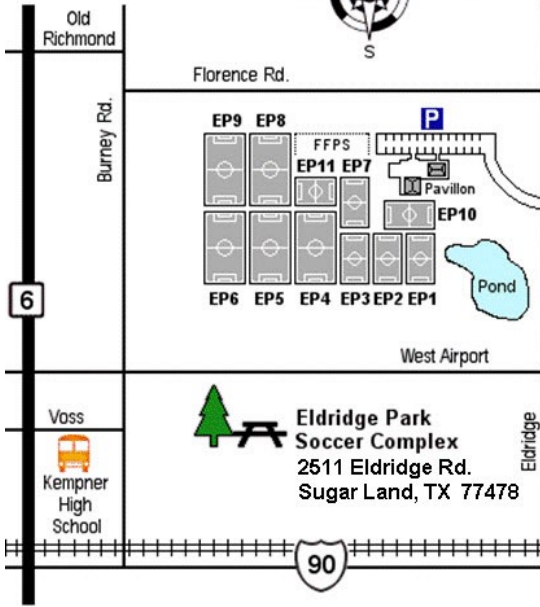 Old
Richmond
S
Florence Rd.
Burney Rd.
EP9 EP8
P
FFPS
EP11 EP7
Pavillon
EP10
6
EP6 EP5 EP4 EP3 EP2 EP1
Pond
West Airport
Voss
Kempner
High
School
Eldridge Park
Soccer Complex
2511 Eldridge Rd.
Sugar Land, TX 77478
Eldridge
90